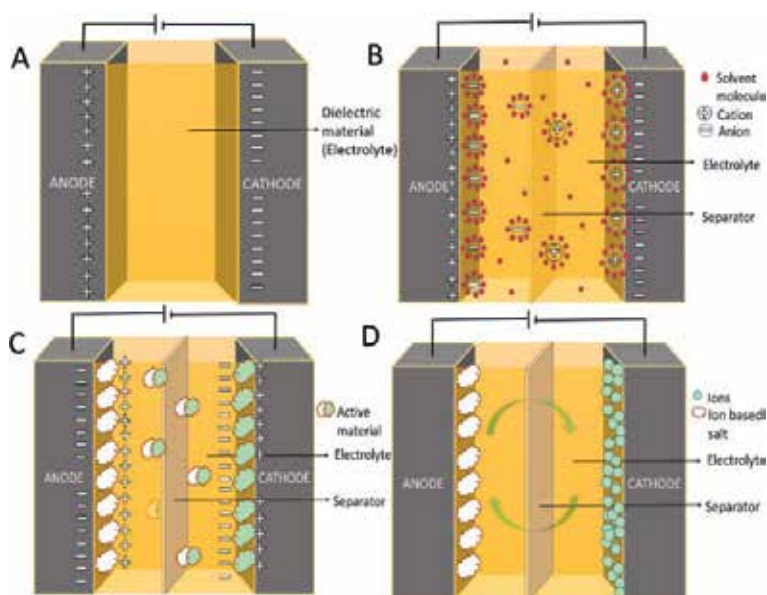 A
Dielectric
material
(Electrolyte)
ANODE
CATHODE
B
Solvent
molecule
Cation
Anion
Electrolyte
ANODE
CATHODE
Separator
C
Active
material
Electrolyte
ANODE
CATHODE
Separator
D
Ions
Ion based
salt
Electrolyte
ANODE
CATHODE
Separator